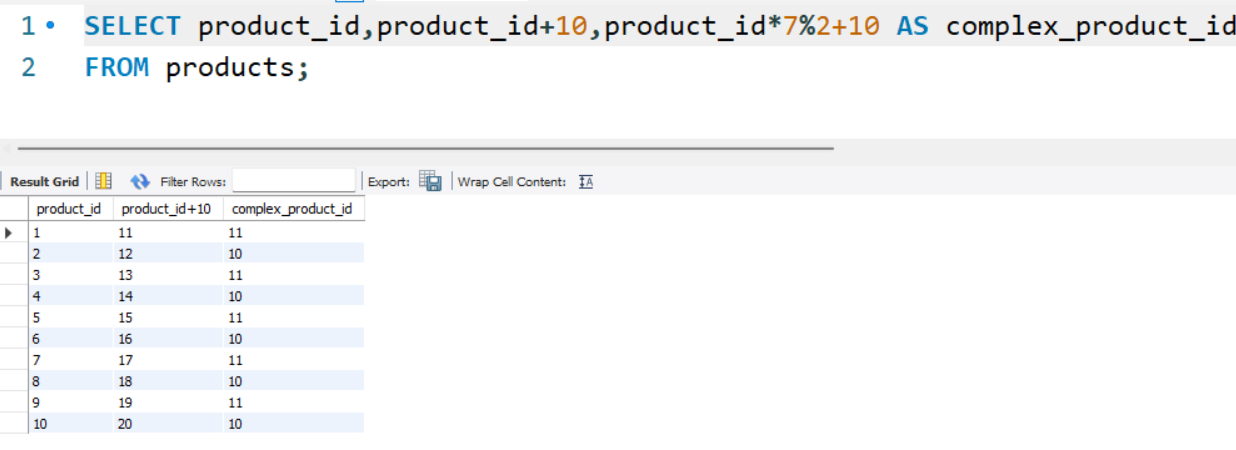 1 SELECT product_id,product_id+10,product_id*7%2+10 AS complex_product_id
2 FROM products;
Result Grid Filter Rows: Export: Wrap Cell Content: IA
product_id product_id+10 complex_product_id
1 11 11
2 12 10
3 13 11
4 14 10
5 15 11
6 16 10
7 17 11
8 18 10
9 19 11
10 20 10